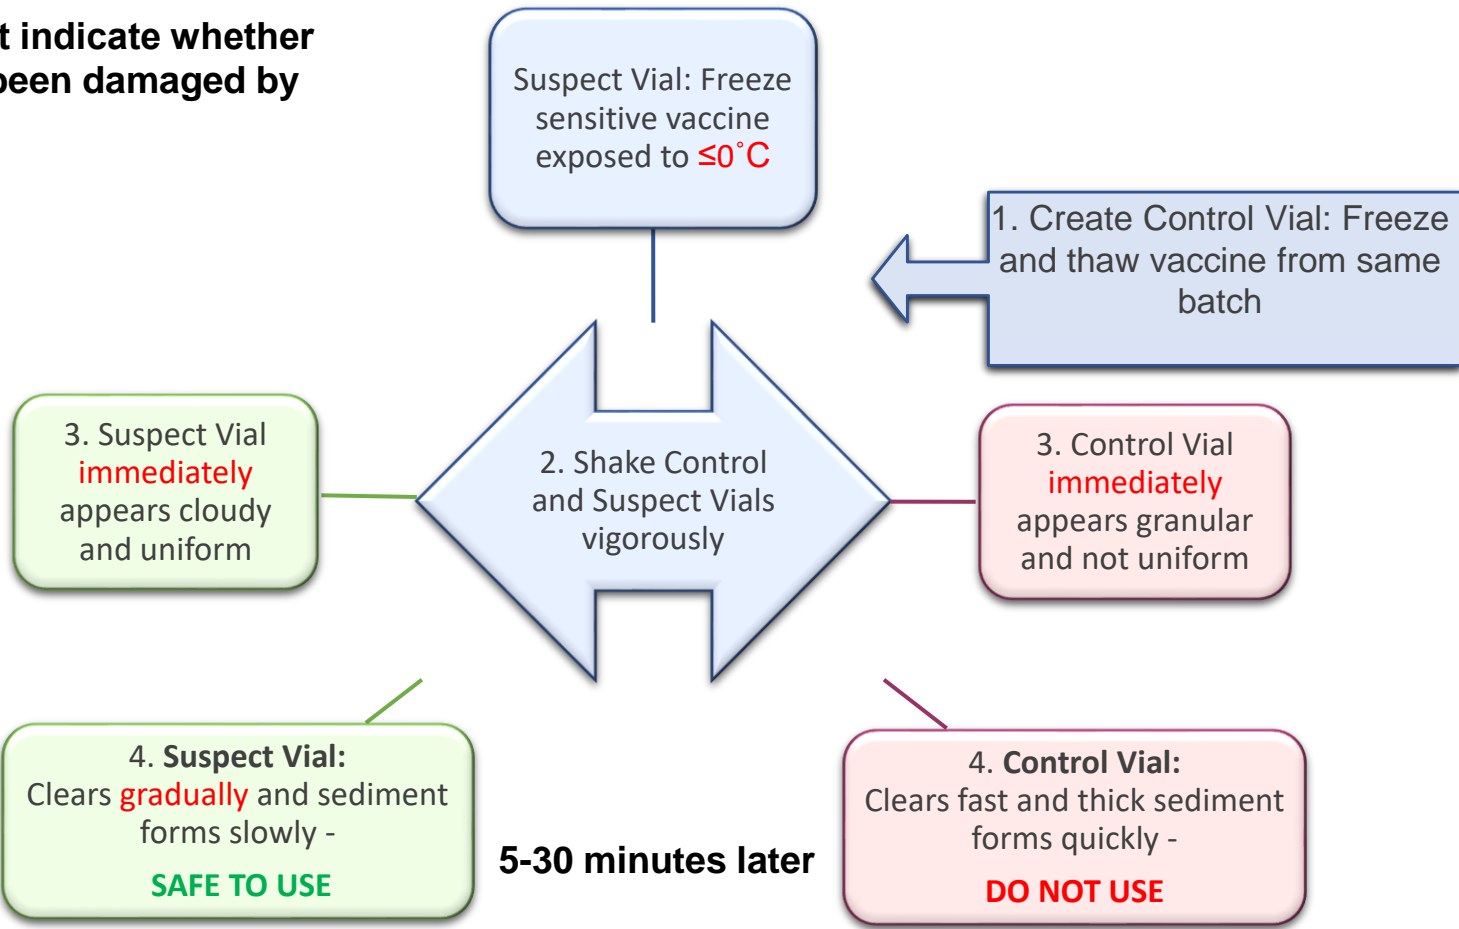 t indicate whether
been damaged by
Suspect Vial: Freeze
sensitive vaccine
exposed to ≤0˚C
1. Create Control Vial: Freeze
and thaw vaccine from same
batch
3. Suspect Vial
immediately
appears cloudy
and uniform
2. Shake Control
and Suspect Vials
vigorously
3. Control Vial
immediately
appears granular
and not uniform
4. Suspect Vial:
Clears gradually and sediment
forms slowly -
SAFE TO USE
5-30 minutes later
4. Control Vial:
Clears fast and thick sediment
forms quickly -
DO NOT USE